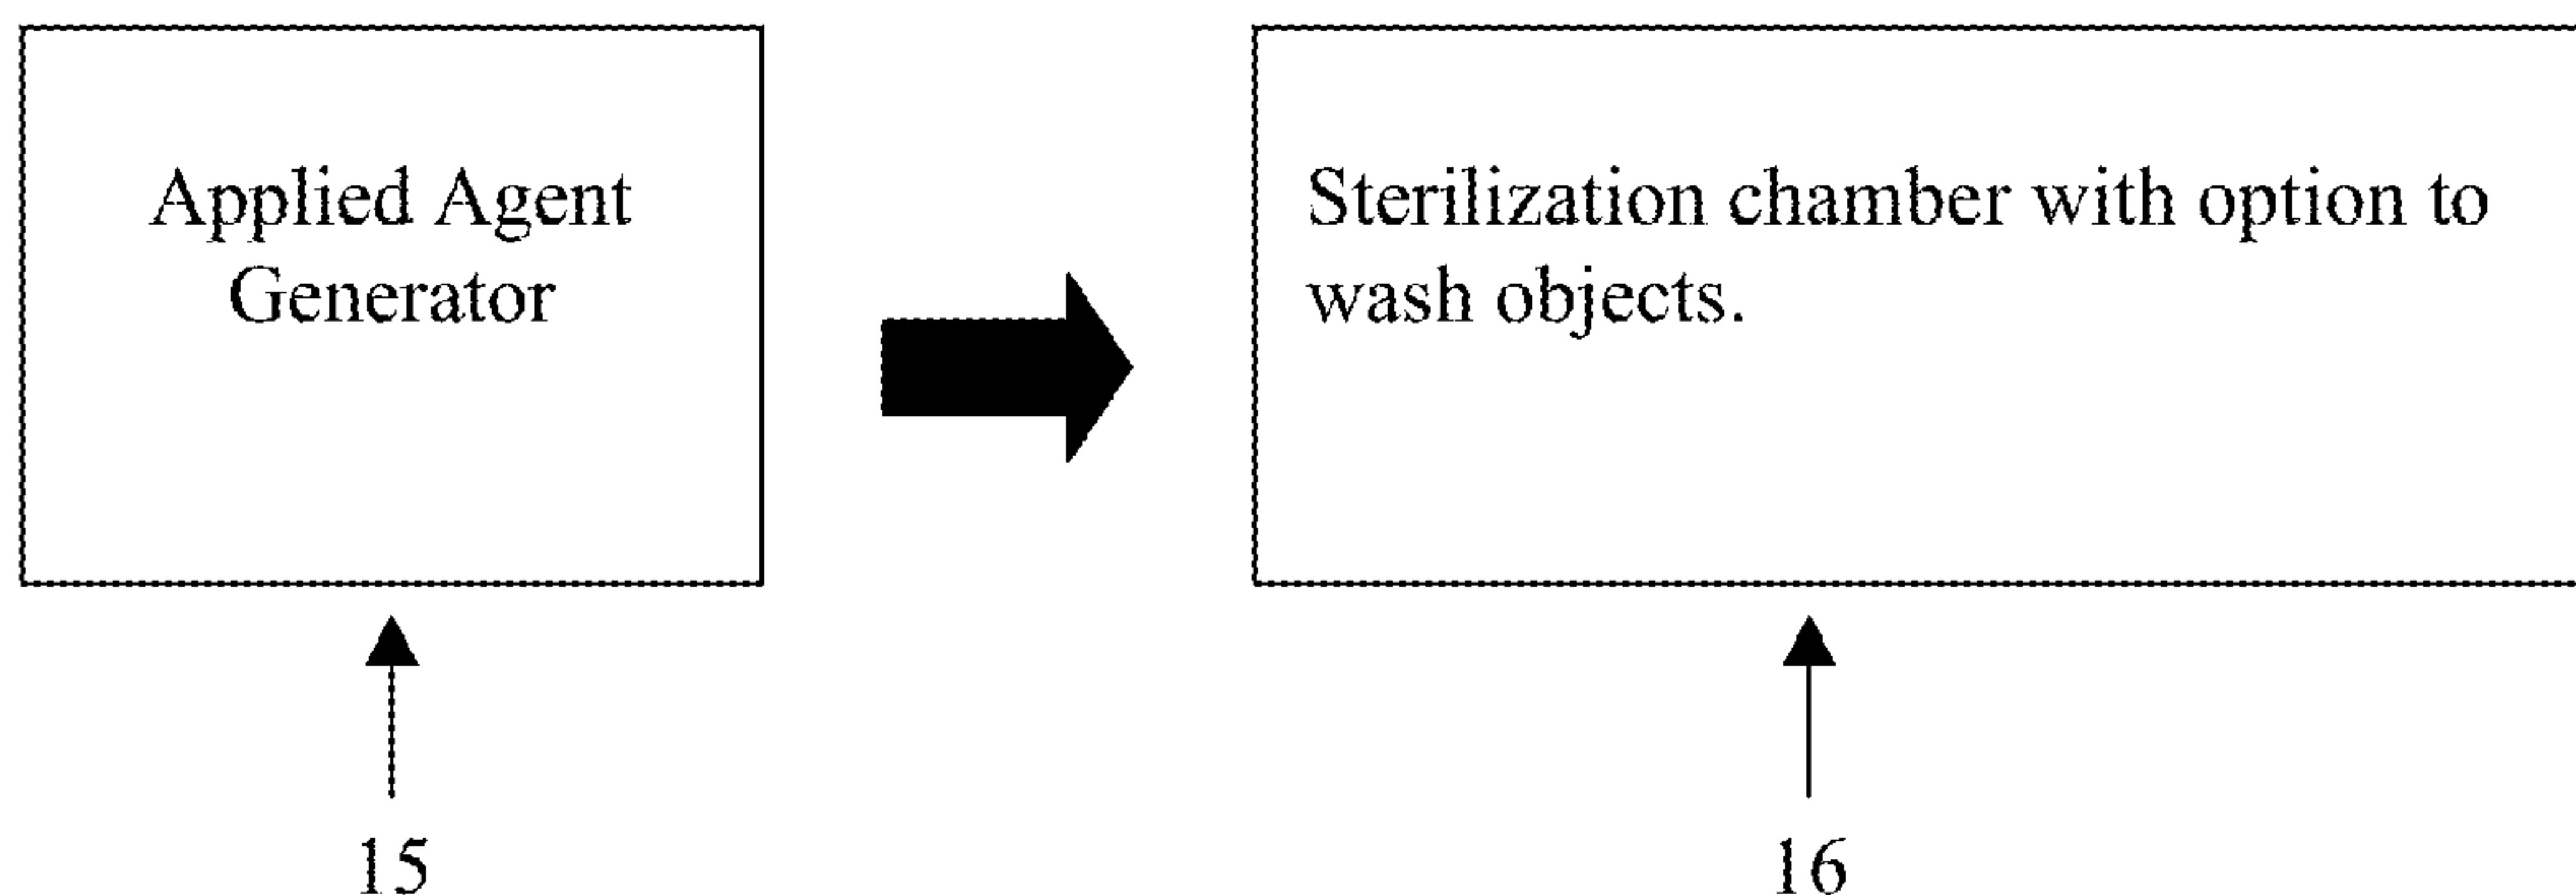 Applied Agent
Generator
Sterilization chamber with option to
wash objects.
15
16